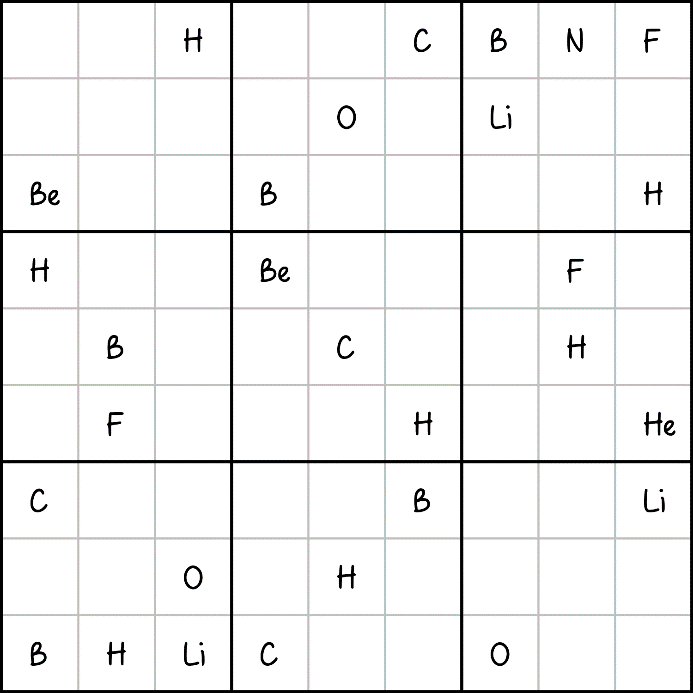 H C B N F
O Li
Be B H
H Be F
B C H
F H He
C B Li
O H
B H Li C O